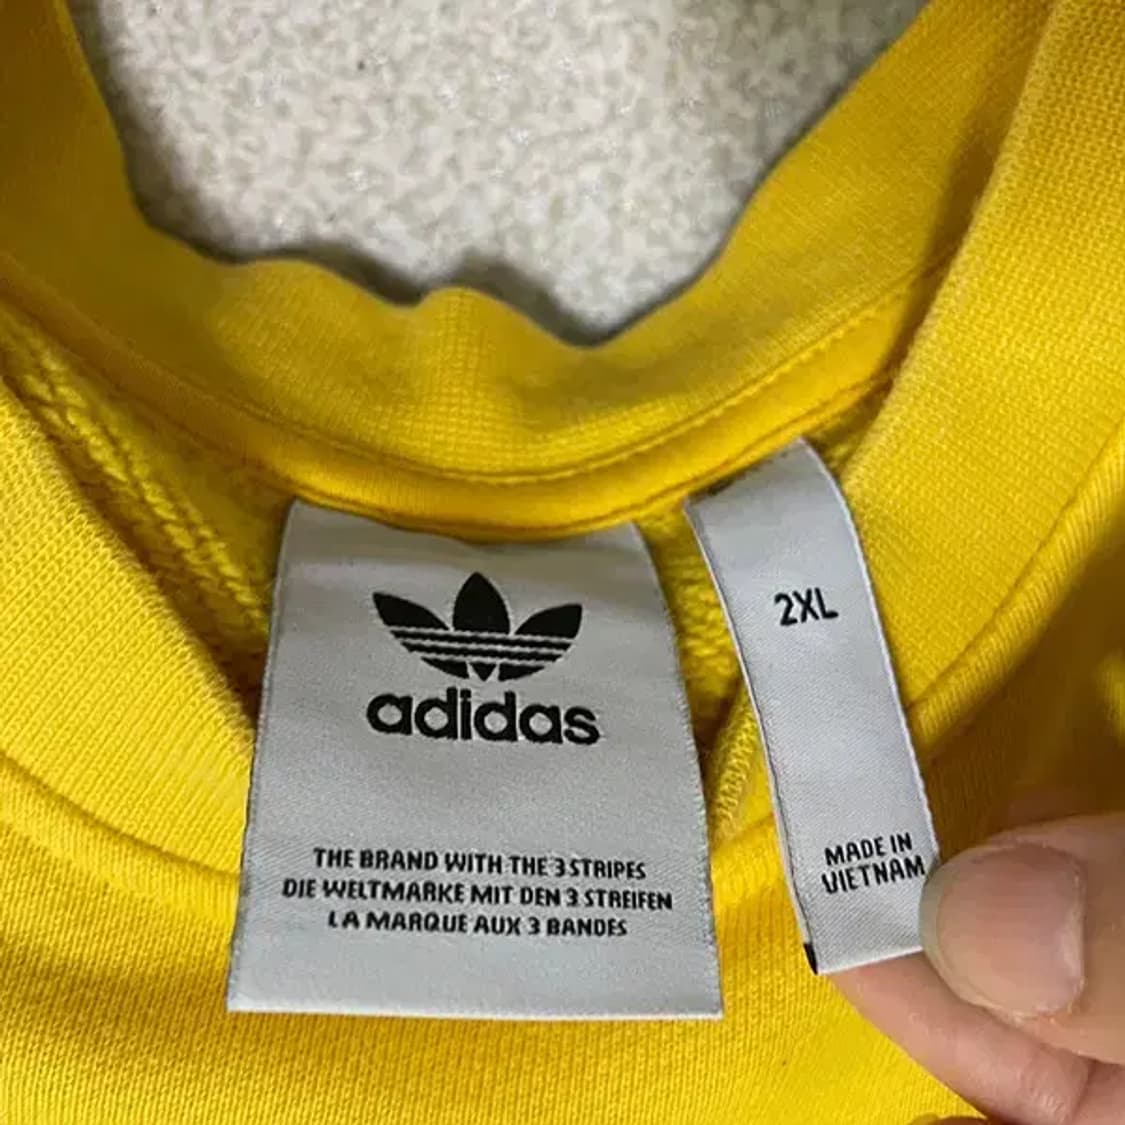 adidas
THE BRAND WITH THE 3 STRIPES
DIE WELTMARKE MIT DEN 3 STREIFEN
LA MARQUE AUX 3 BANDES
2XL
MADE IN
VIETNAM